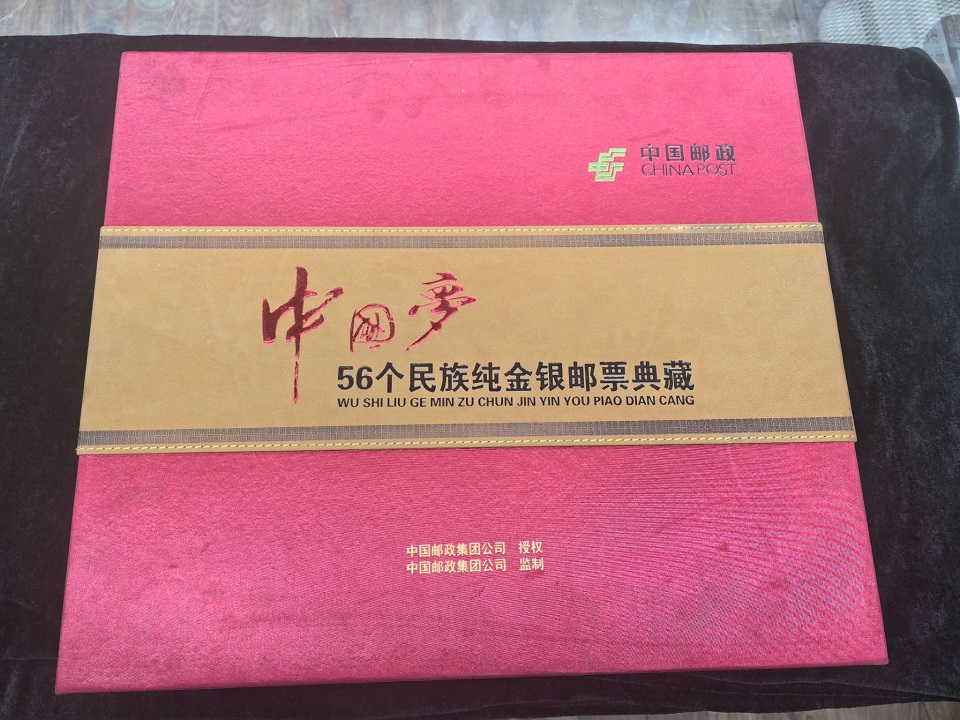 中国邮政
CHINA POST
中国夢
56个民族纯金银邮票典藏
WU SHI LIU GE MIN ZU CHUN JIN YIN YOU PIAO DIAN CANG
中国邮政集团公司 授权
中国邮政集团公司 监制